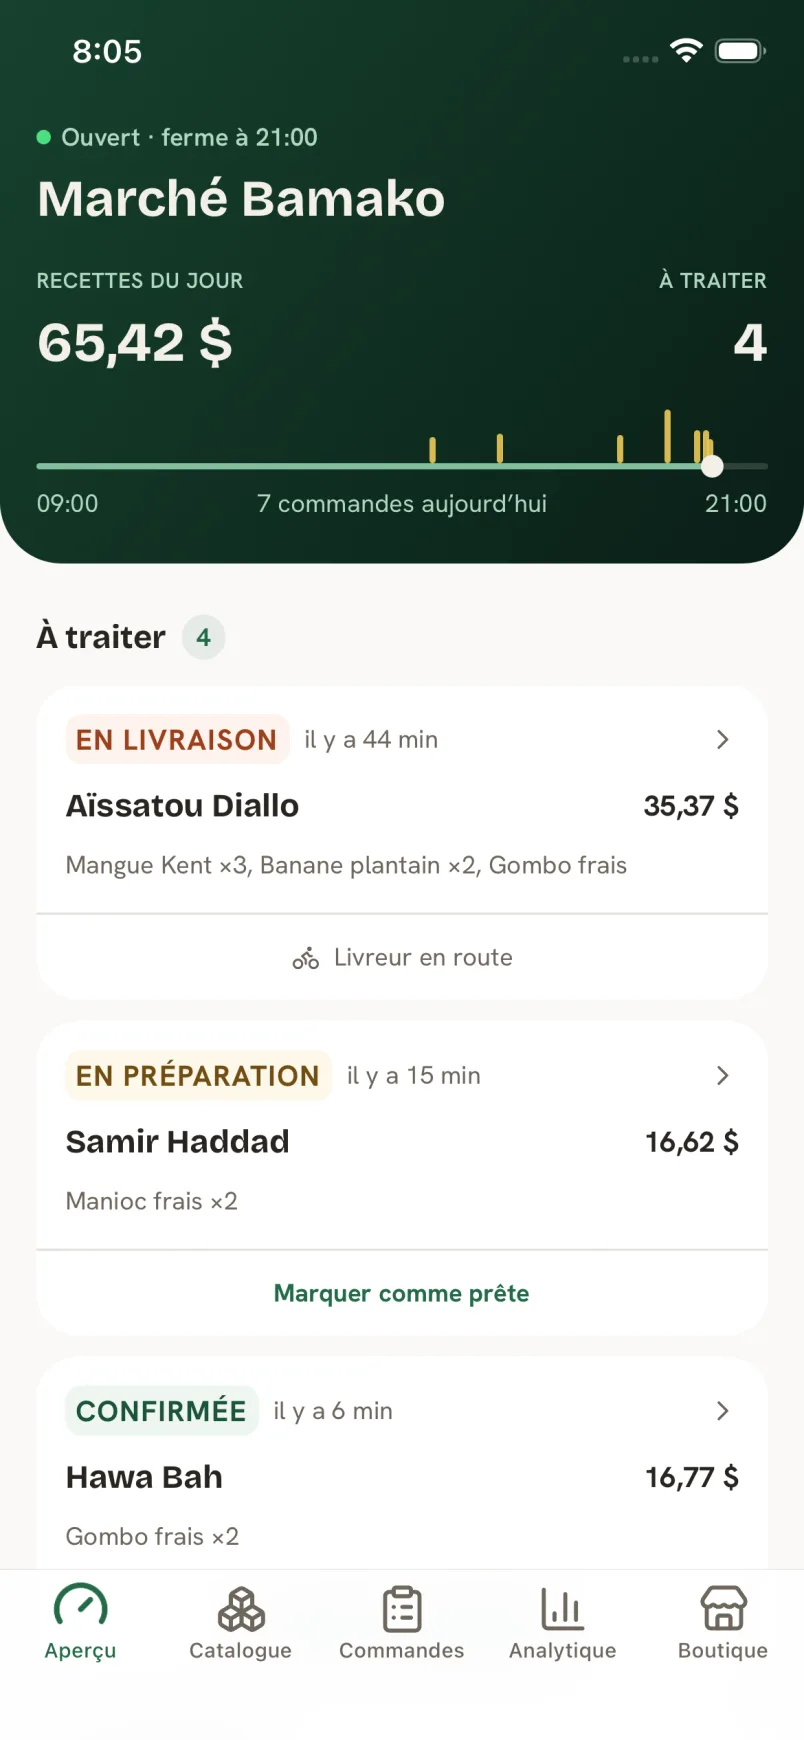 8:05
Ouvert · ferme à 21:00
Marché Bamako
RECETTES DU JOUR
À TRAITER
65,42 $
4
09:00
7 commandes aujourd’hui
21:00
À traiter
4
EN LIVRAISON
il y a 44 min
Aïssatou Diallo
35,37 $
Mangue Kent ×3, Banane plantain ×2, Gombo frais
Livreur en route
EN PRÉPARATION
il y a 15 min
Samir Haddad
16,62 $
Manioc frais ×2
Marquer comme prête
CONFIRMÉE
il y a 6 min
Hawa Bah
16,77 $
Gombo frais ×2
Aperçu
Catalogue
Commandes
Analytique
Boutique